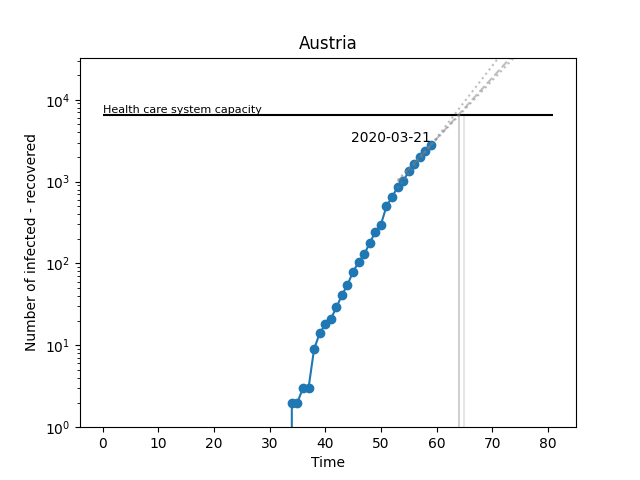 Austria
Number of infected - recovered
10^4
10^3
10^2
10^1
10^0
Health care system capacity
2020-03-21
0 10 20 30 40 50 60 70 80
Time